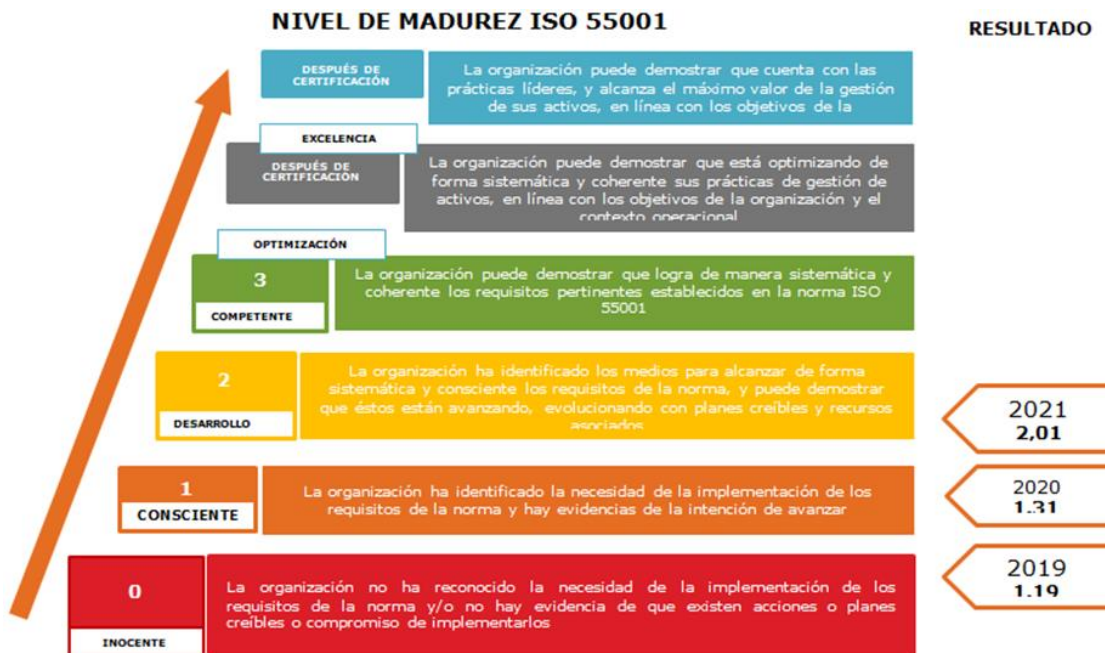 NIVEL DE MADUREZ ISO 55001
RESULTADO
DESPUÉS DE
CERTIFICACIÓN
La organización puede demostrar que cuenta con las
prácticas líderes, y alcanza el máximo valor de la gestión
de sus activos, en línea con los objetivos de la
EXCELENCIA
DESPUÉS DE
CERTIFICACIÓN
La organización puede demostrar que está optimizando de
forma sistemática y coherente sus prácticas de gestión de
activos, en línea con los objetivos de la organización y el
contexto operacional
OPTIMIZACIÓN
3
COMPETENTE
La organización puede demostrar que logra de manera sistemática y
coherente los requisitos pertinentes establecidos en la norma ISO
55001
2
DESARROLLO
La organización ha identificado los medios para alcanzar de forma
sistemática y consciente los requisitos de la norma, y puede demostrar
que éstos están avanzando, evolucionando con planes creíbles y recursos
asociados
2021
2,01
1
CONSCIENTE
La organización ha identificado la necesidad de la implementación de los
requisitos de la norma y hay evidencias de la intención de avanzar
2020
1.31
0
INOCENTE
La organización no ha reconocido la necesidad de la implementación de los
requisitos de la norma y/o no hay evidencia de que existen acciones o planes
creíbles o compromiso de implementarlos
2019
1.19